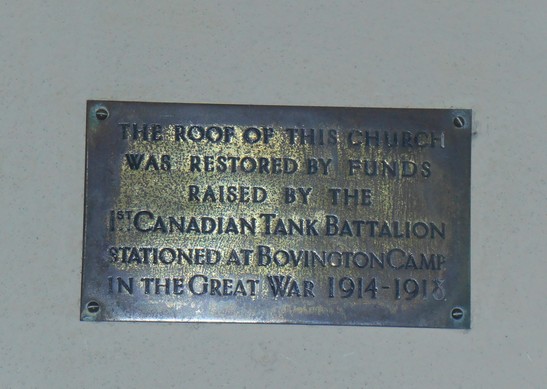 THE ROOF OF THIS CHURCH
WAS RESTORED BY FUNDS
RAISED BY THE
1ST CANADIAN TANK BATTALION
STATIONED AT BOVINGTON CAMP
IN THE GREAT WAR 1914-1918